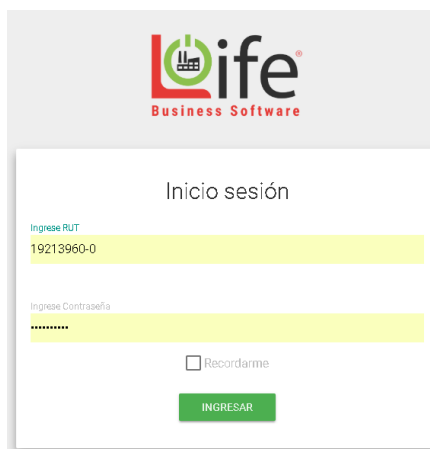 Life®
Business Software
Inicio sesión
Ingrese RUT
19213960-0
Ingrese Contraseña
••••••••••
Recordarme
INGRESAR